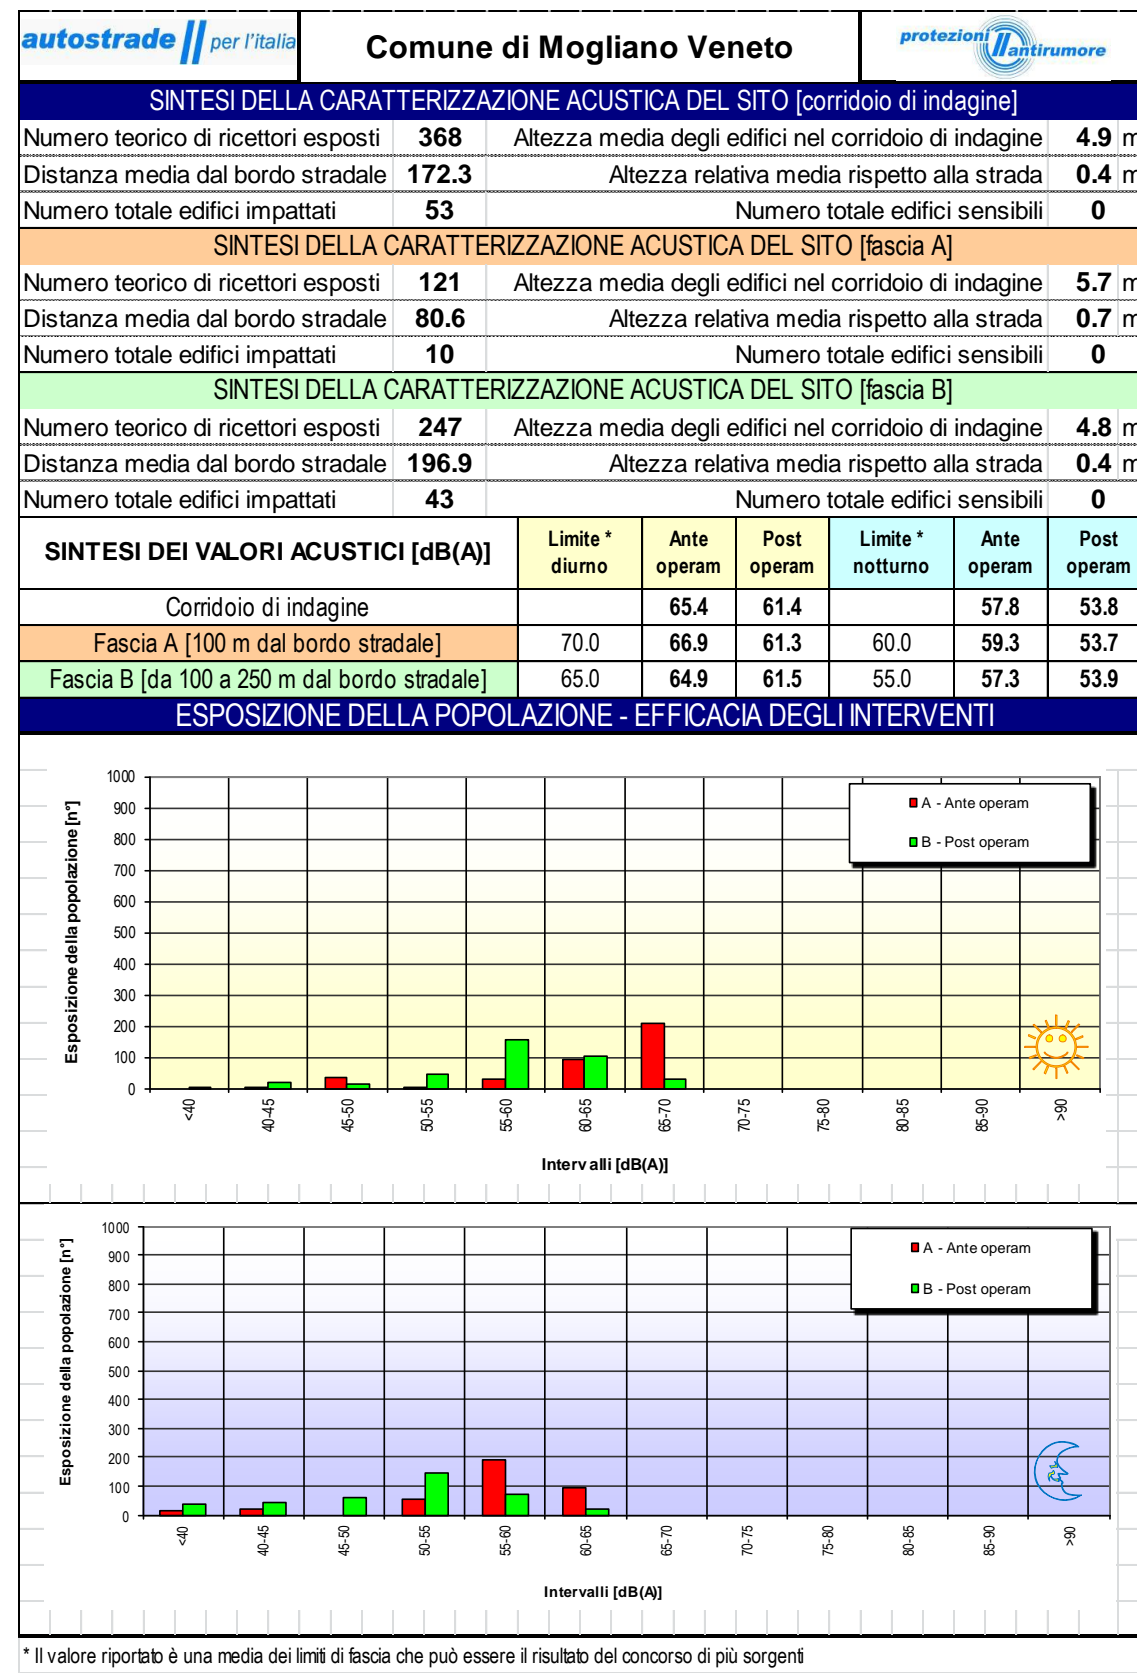 autostrade // per l'italia
Comune di Mogliano Veneto
protezioni antirumore
SINTESI DELLA CARATTERIZZAZIONE ACUSTICA DEL SITO [corridoio di indagine]
Numero teorico di ricettori esposti 368 Altezza media degli edifici nel corridoio di indagine 4.9 m
Distanza media dal bordo stradale 172.3 Altezza relativa media rispetto alla strada 0.4 m
Numero totale edifici impattati 53 Numero totale edifici sensibili 0
SINTESI DELLA CARATTERIZZAZIONE ACUSTICA DEL SITO [fascia A]
Numero teorico di ricettori esposti 121 Altezza media degli edifici nel corridoio di indagine 5.7 m
Distanza media dal bordo stradale 80.6 Altezza relativa media rispetto alla strada 0.7 m
Numero totale edifici impattati 10 Numero totale edifici sensibili 0
SINTESI DELLA CARATTERIZZAZIONE ACUSTICA DEL SITO [fascia B]
Numero teorico di ricettori esposti 247 Altezza media degli edifici nel corridoio di indagine 4.8 m
Distanza media dal bordo stradale 196.9 Altezza relativa media rispetto alla strada 0.4 m
Numero totale edifici impattati 43 Numero totale edifici sensibili 0
SINTESI DEI VALORI ACUSTICI [dB(A)] Limite * diurno Ante operam Post operam Limite * notturno Ante operam Post operam
Corridoio di indagine 65.4 61.4 57.8 53.8
Fascia A [100 m dal bordo stradale] 70.0 66.9 61.3 60.0 59.3 53.7
Fascia B [da 100 a 250 m dal bordo stradale] 65.0 64.9 61.5 55.0 57.3 53.9
ESPOSIZIONE DELLA POPOLAZIONE - EFFICACIA DEGLI INTERVENTI
Esposizione della popolazione [n°]
1000
900
800
700
600
500
400
300
200
100
0
A - Ante operam
B - Post operam
<40 40-45 45-50 50-55 55-60 60-65 65-70 70-75 75-80 80-85 85-90 >90
Intervalli [dB(A)]
Esposizione della popolazione [n°]
1000
900
800
700
600
500
400
300
200
100
0
A - Ante operam
B - Post operam
<40 40-45 45-50 50-55 55-60 60-65 65-70 70-75 75-80 80-85 85-90 >90
Intervalli [dB(A)]
* Il valore riportato è una media dei limiti di fascia che può essere il risultato del concorso di più sorgenti